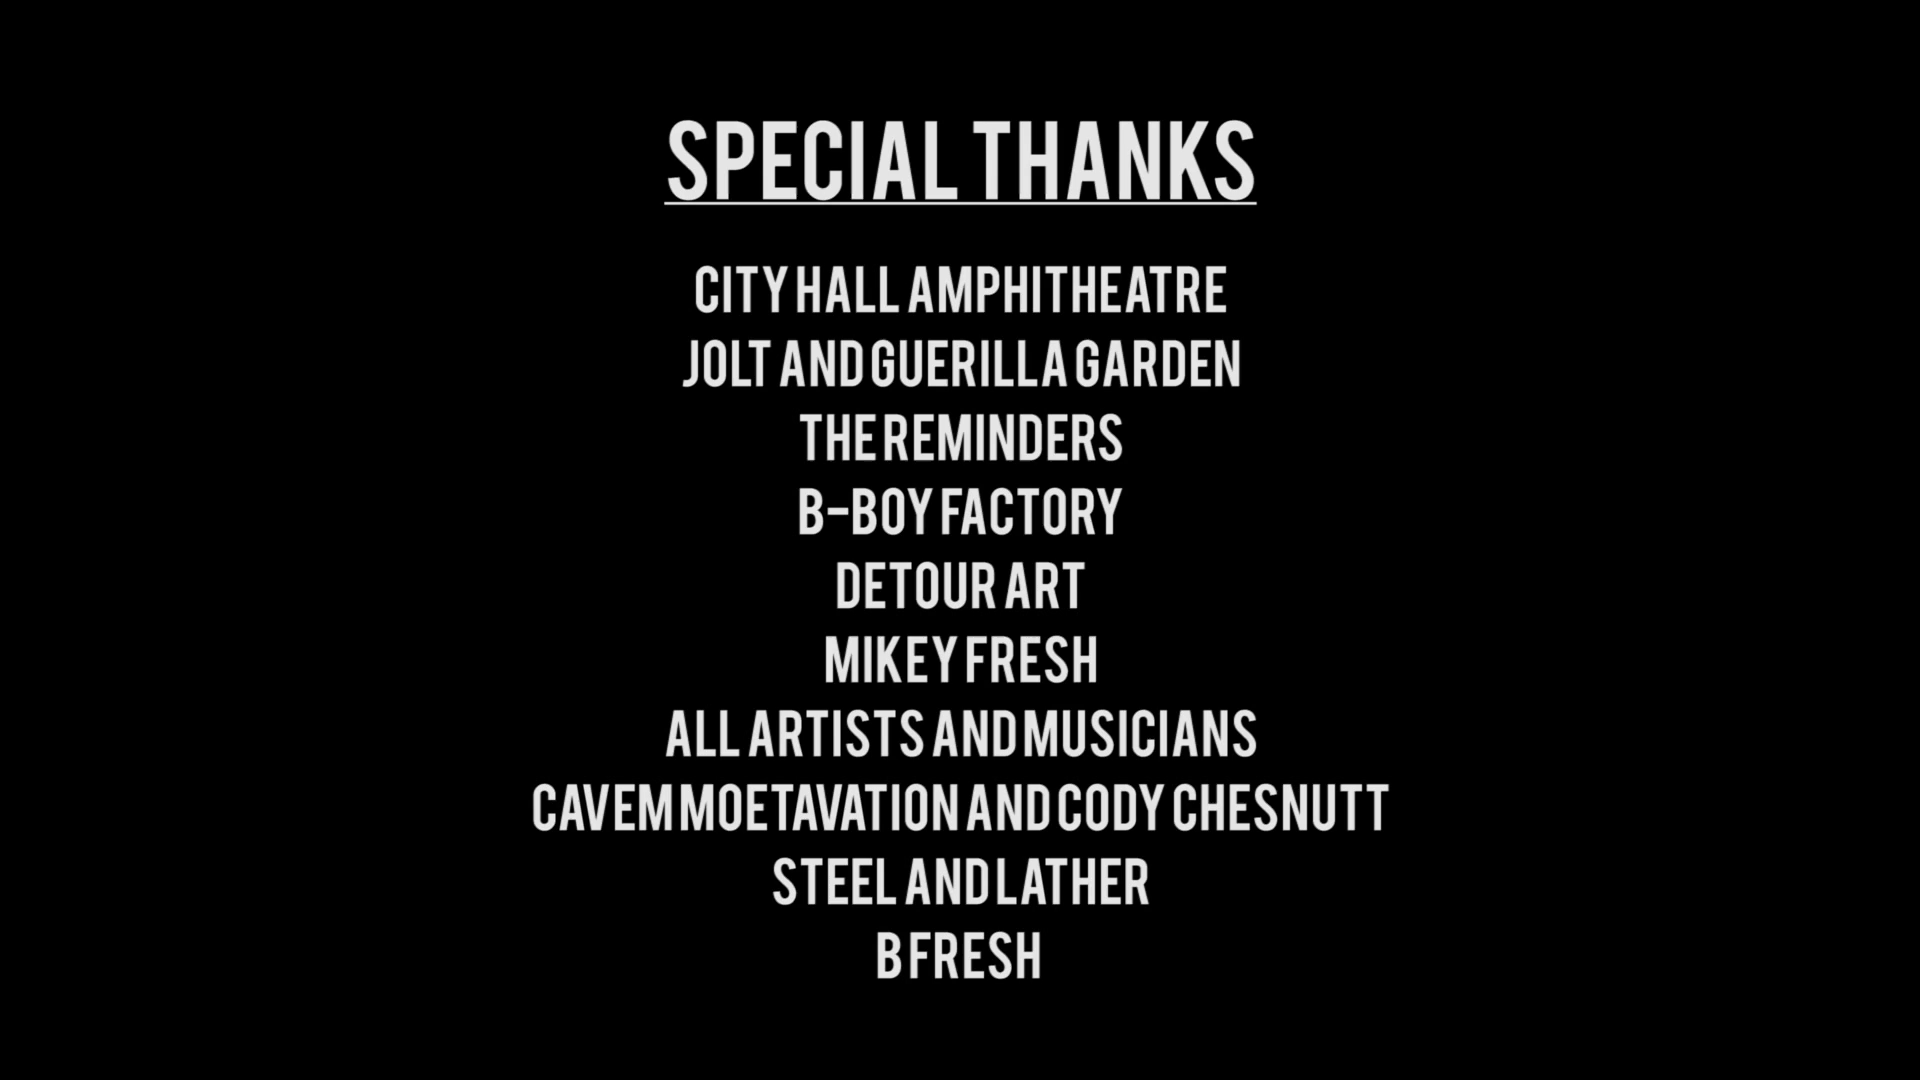 SPECIAL THANKS
CITY HALL AMPHITHEATRE
JOLT AND GUERILLA GARDEN
THE REMINDERS
B-BOY FACTORY
DETOUR ART
MIKEY FRESH
ALL ARTISTS AND MUSICIANS
CAVEM MOETAVATION AND CODY CHESNUTT
STEEL AND LATHER
B FRESH